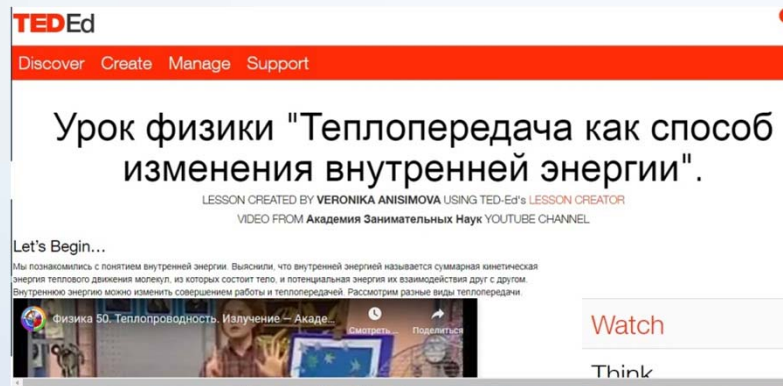 TEDEd
Discover Create Manage Support
Урок физики "Теплопередача как способ
изменения внутренней энергии".
LESSON CREATED BY VERONIKA ANISIMOVA USING TED-Ed's LESSON CREATOR
VIDEO FROM Академия Занимательных Наук YOUTUBE CHANNEL
Let's Begin...
Мы познакомились с понятием внутренней энергии. Выяснили, что внутренней энергией называется суммарная кинетическая
энергия теплового движения молекул, из которых состоит тело, и потенциальная энергия их взаимодействия друг с другом.
Внутреннюю энергию можно изменить совершением работы и теплопередачей. Рассмотрим разные виды теплопередачи.
Физика 50. Теплопроводность. Излучение — Акаде...
Смотреть ... Поделиться
Watch
Think